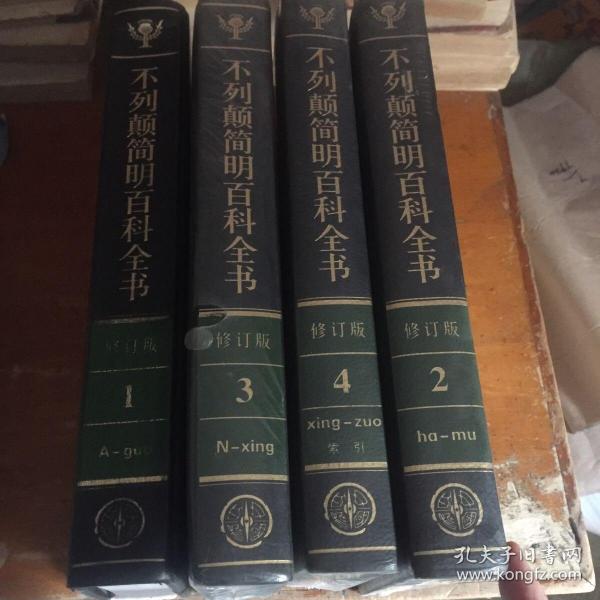 不列颠简明百科全书
修订版
1
A-guo
不列颠简明百科全书
修订版
3
N-xing
不列颠简明百科全书
修订版
4
xing-zuo
索引
不列颠简明百科全书
修订版
2
ha-mu
孔夫子旧书网
www.kongfz.com